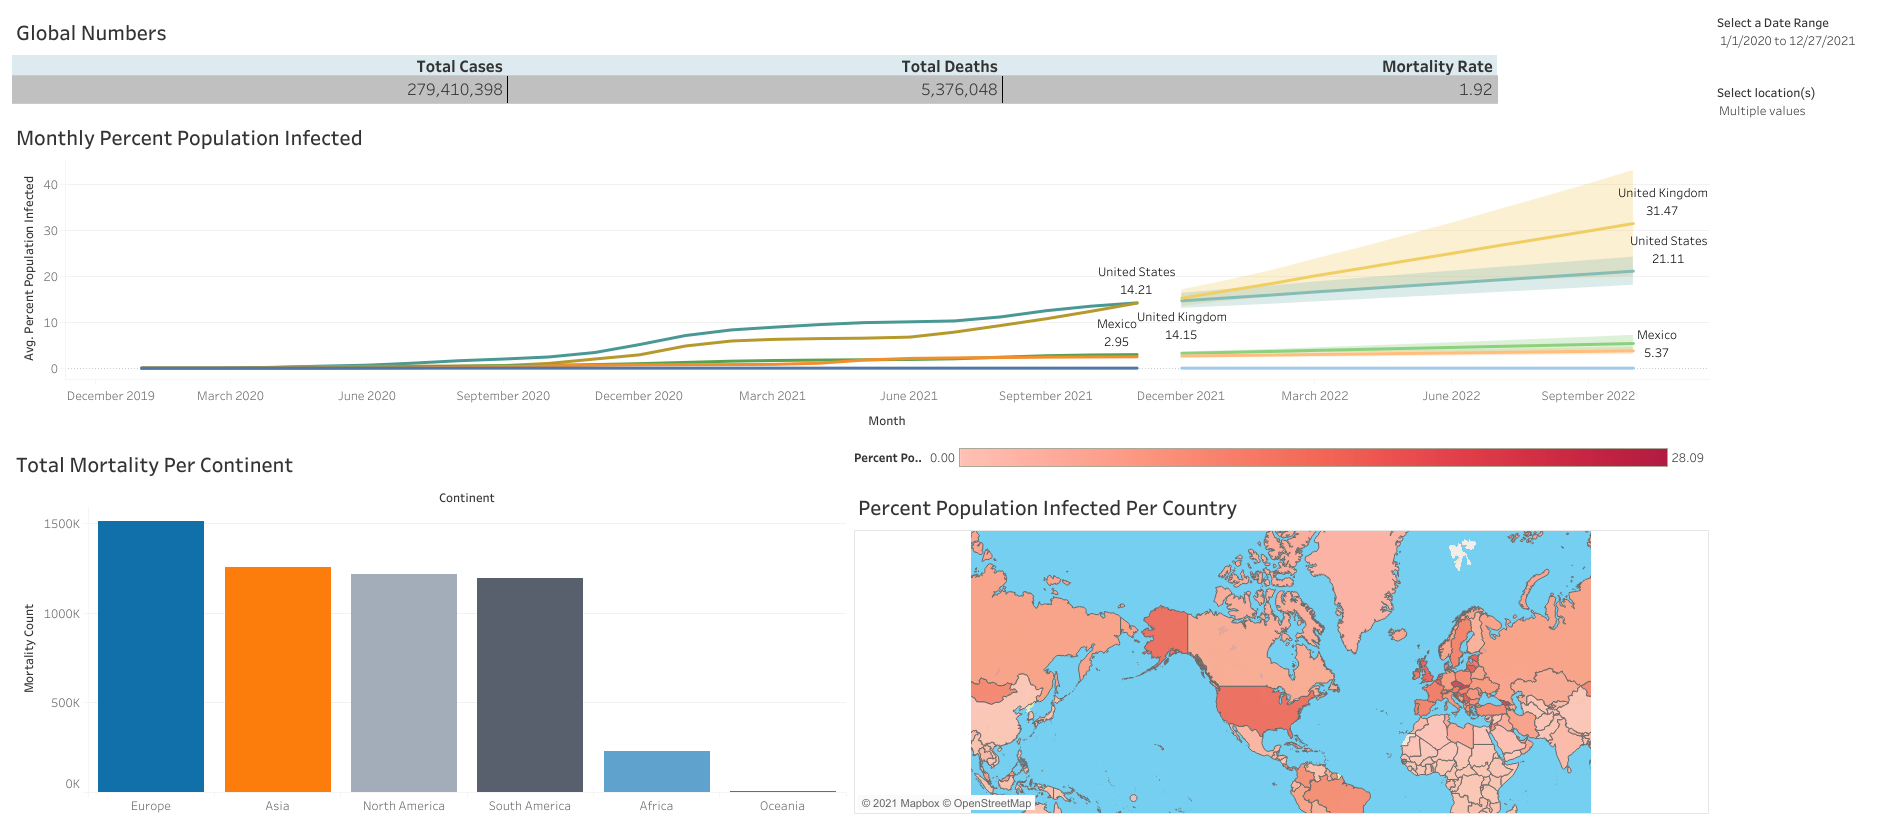 Global Numbers
Total Cases Total Deaths Mortality Rate
279,410,398 5,376,048 1.92
Select a Date Range
1/1/2020 to 12/27/2021
Select location(s)
Multiple values
Monthly Percent Population Infected
Avg. Percent Population Infected
40
30
20
10
0
United Kingdom
31.47
United States
21.11
United States
14.21
Mexico
2.95
United Kingdom
14.15
Mexico
5.37
December 2019 March 2020 June 2020 September 2020 December 2020 March 2021 June 2021 September 2021 December 2021 March 2022 June 2022 September 2022
Month
Total Mortality Per Continent
Continent
Mortality Count
1500K
1000K
500K
0K
Europe Asia North America South America Africa Oceania
Percent Po.. 0.00 28.09
Percent Population Infected Per Country
© 2021 Mapbox © OpenStreetMap